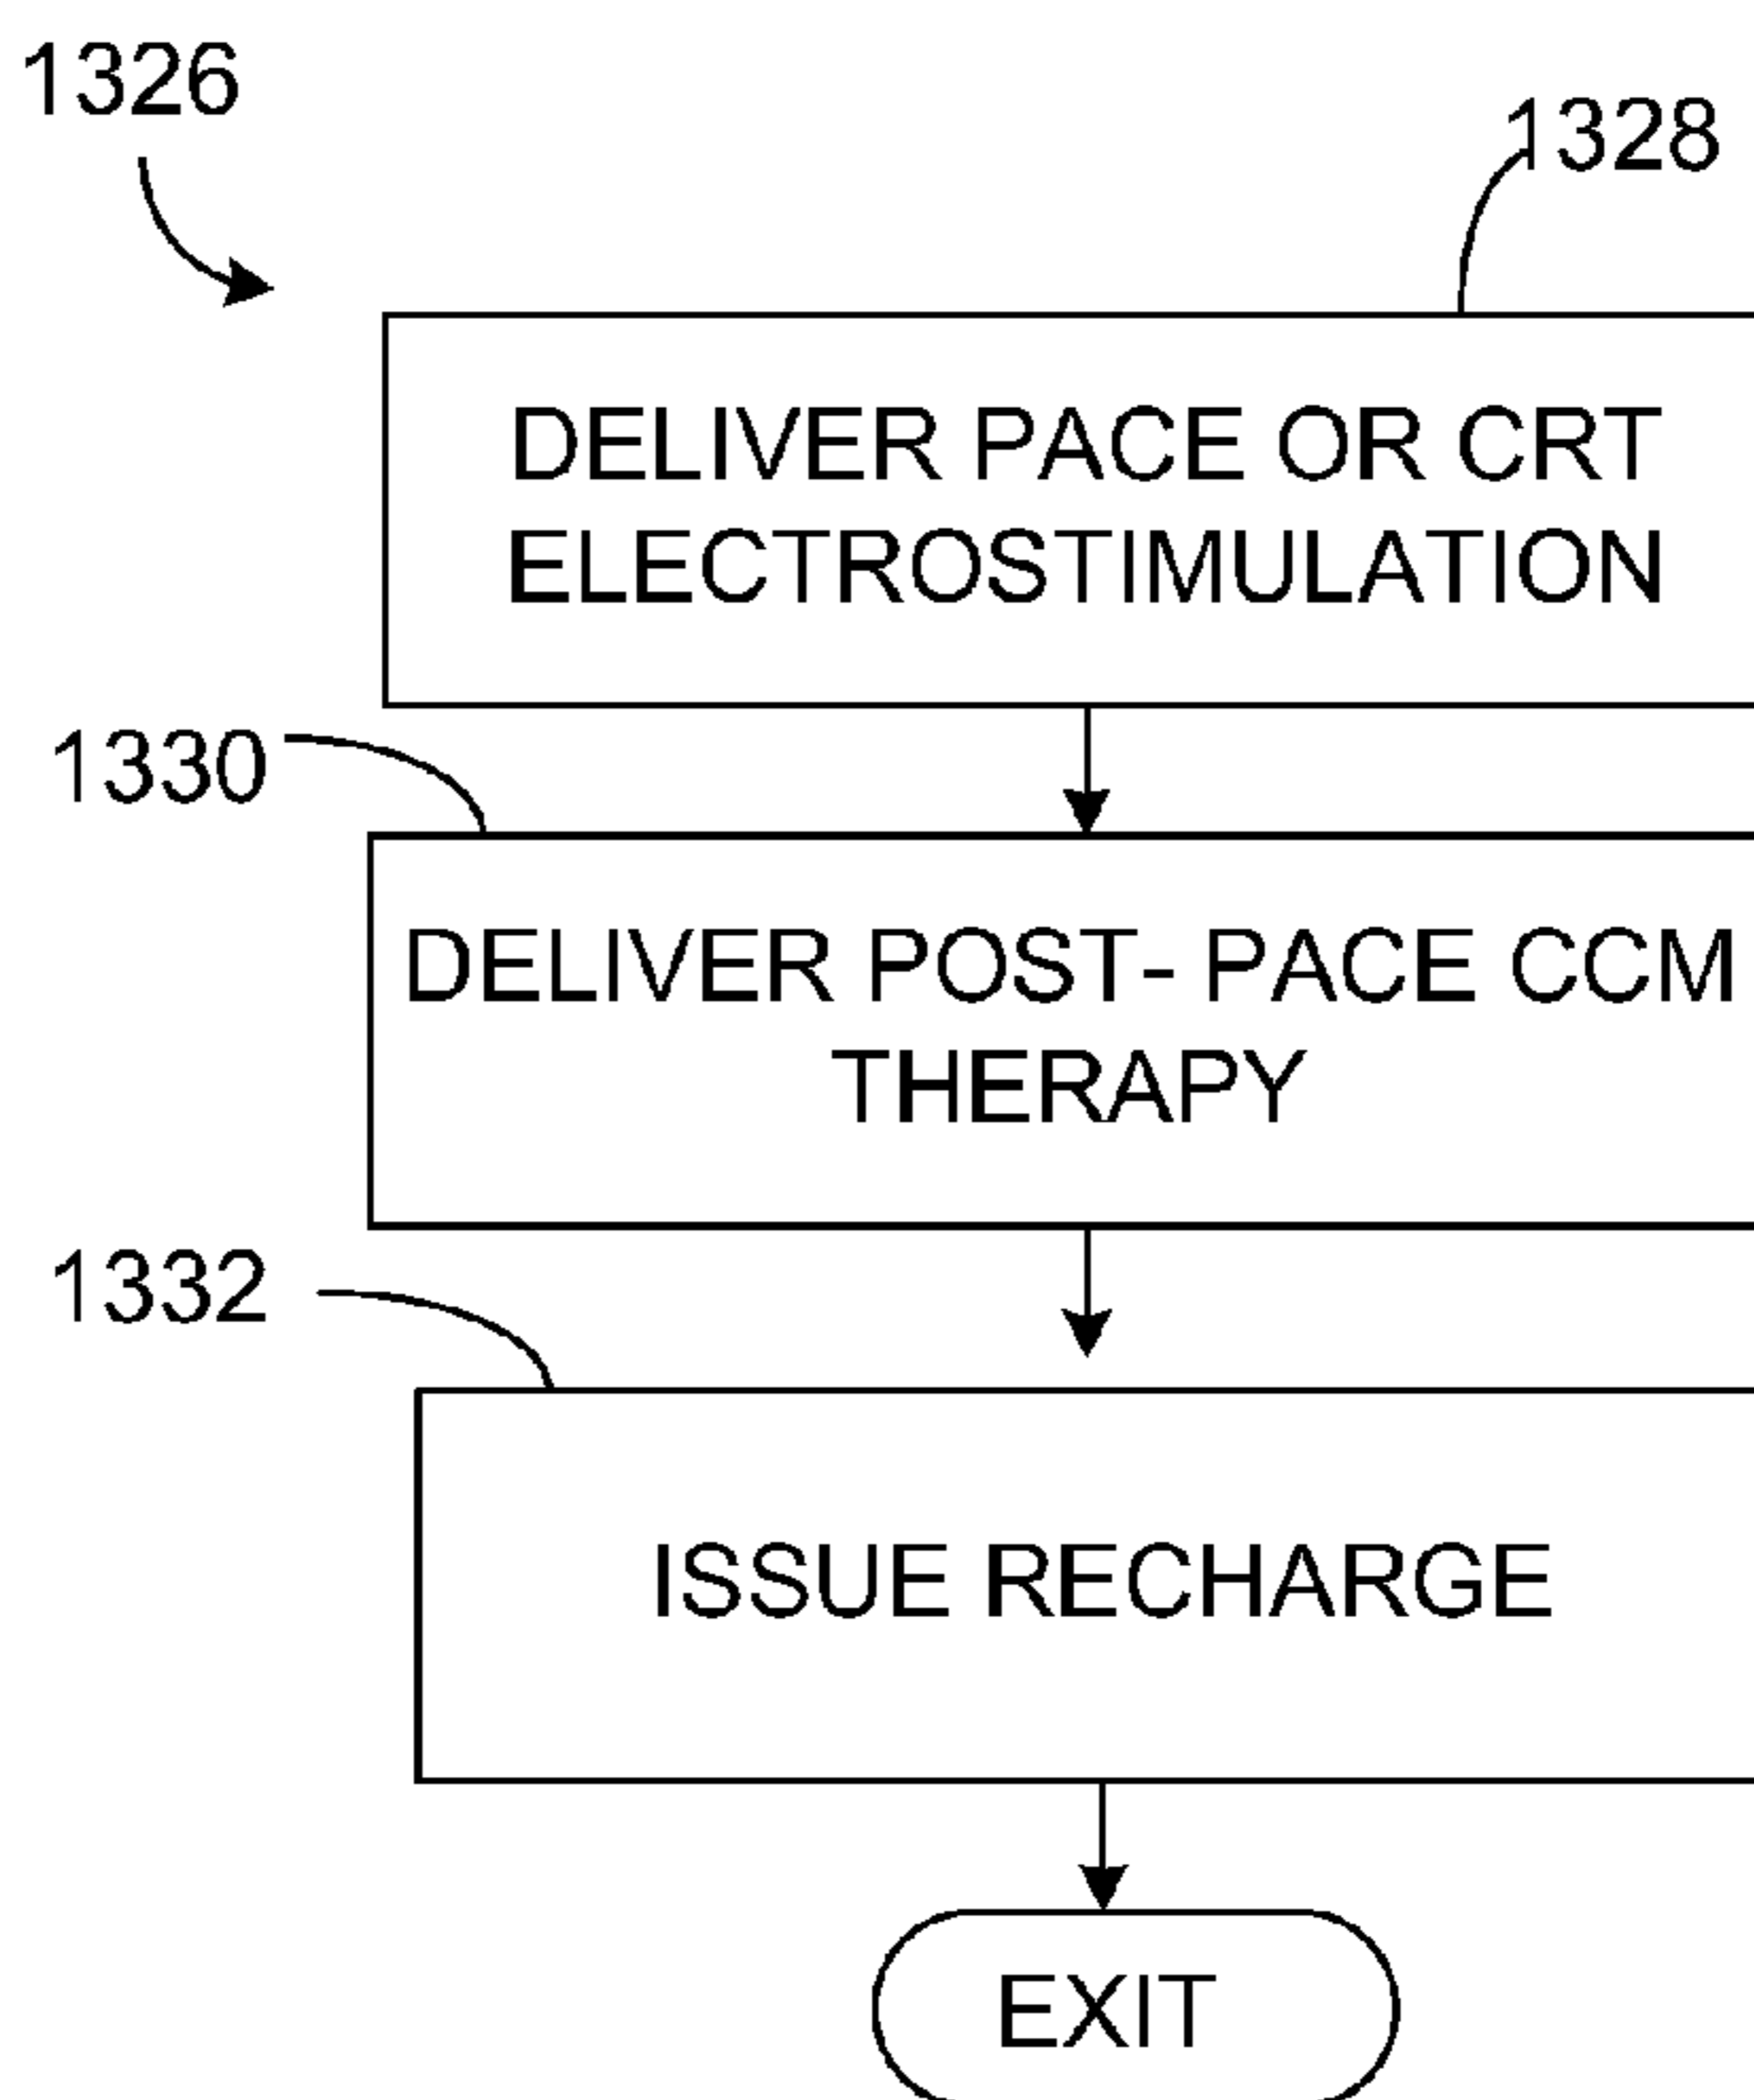 1326
1328
DELIVER PACE OR CRT
ELECTROSTIMULATION
1330
DELIVER POST- PACE CCM
THERAPY
1332
ISSUE RECHARGE
EXIT